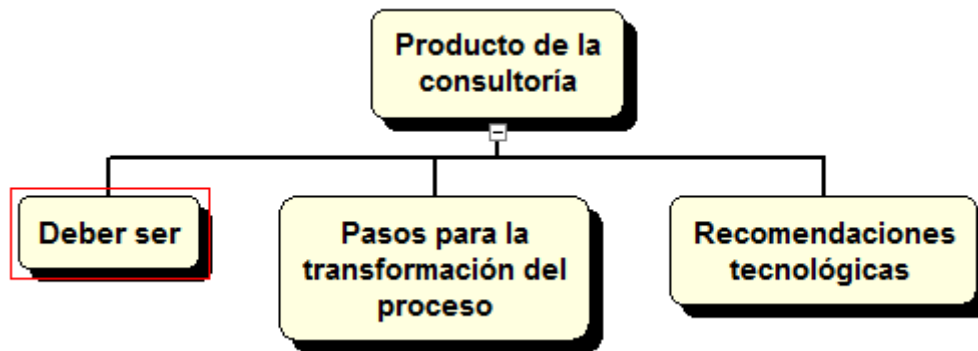 Producto de la
consultoría
Deber ser
Pasos para la
transformación del
proceso
Recomendaciones
tecnológicas